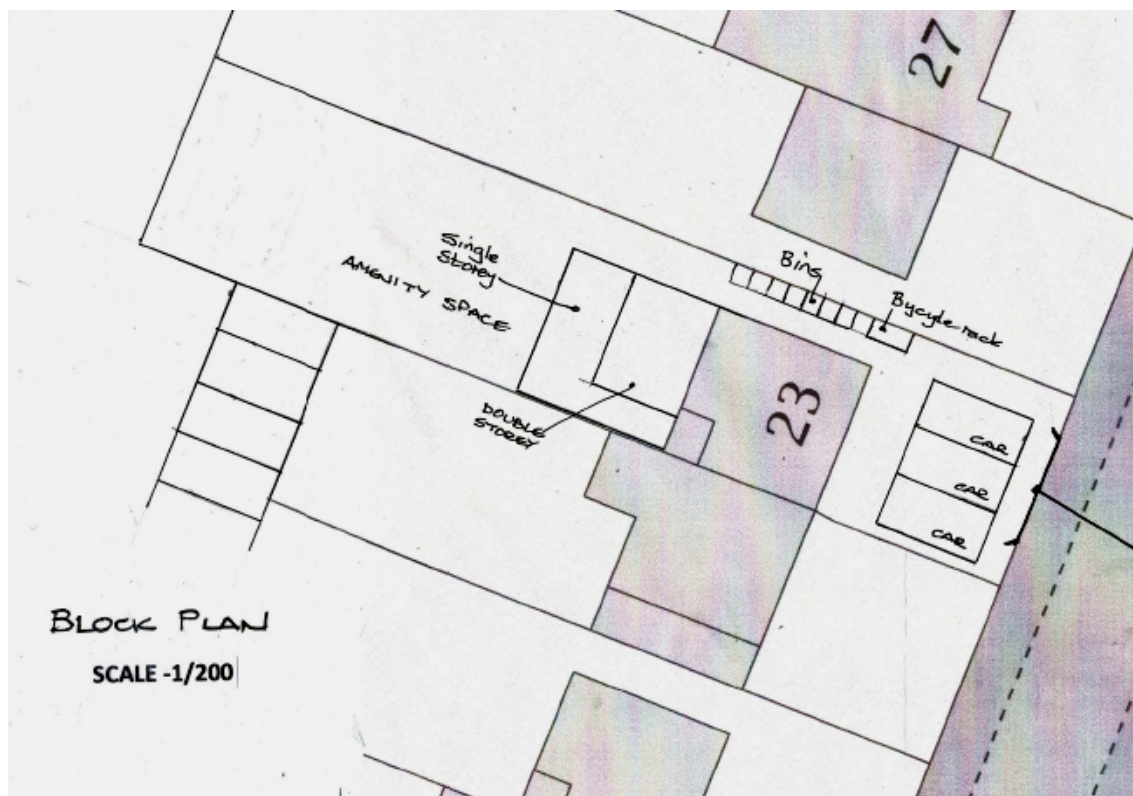 27
Single
Storey
AMENITY SPACE
Bins
Bycycle rack
DOUBLE
STOREY
23
CAR
CAR
CAR
BLOCK PLAN
SCALE -1/200